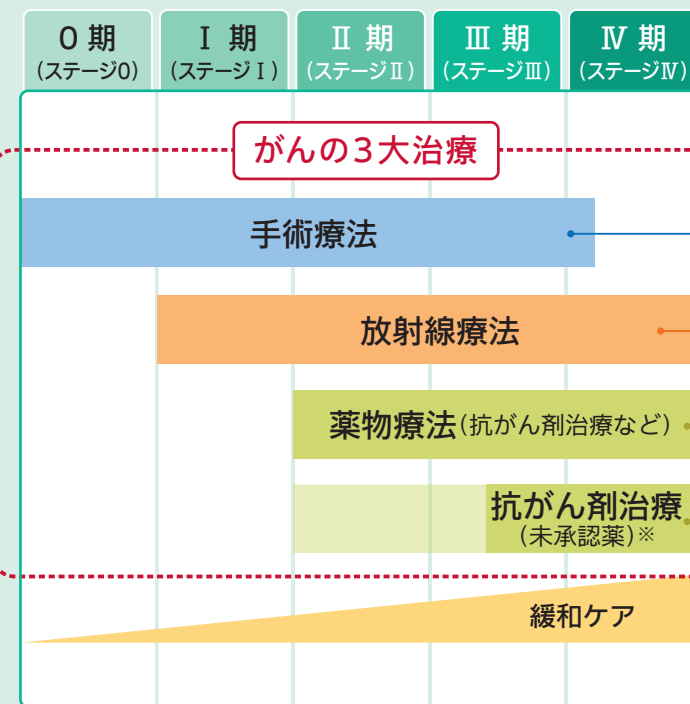 0 期 Ⅰ 期 Ⅱ 期 Ⅲ 期 Ⅳ 期
(ステージ0) (ステージⅠ) (ステージⅡ) (ステージⅢ) (ステージⅣ)
がんの3大治療
手術療法
放射線療法
薬物療法(抗がん剤治療など)
抗がん剤治療
(未承認薬)※
緩和ケア